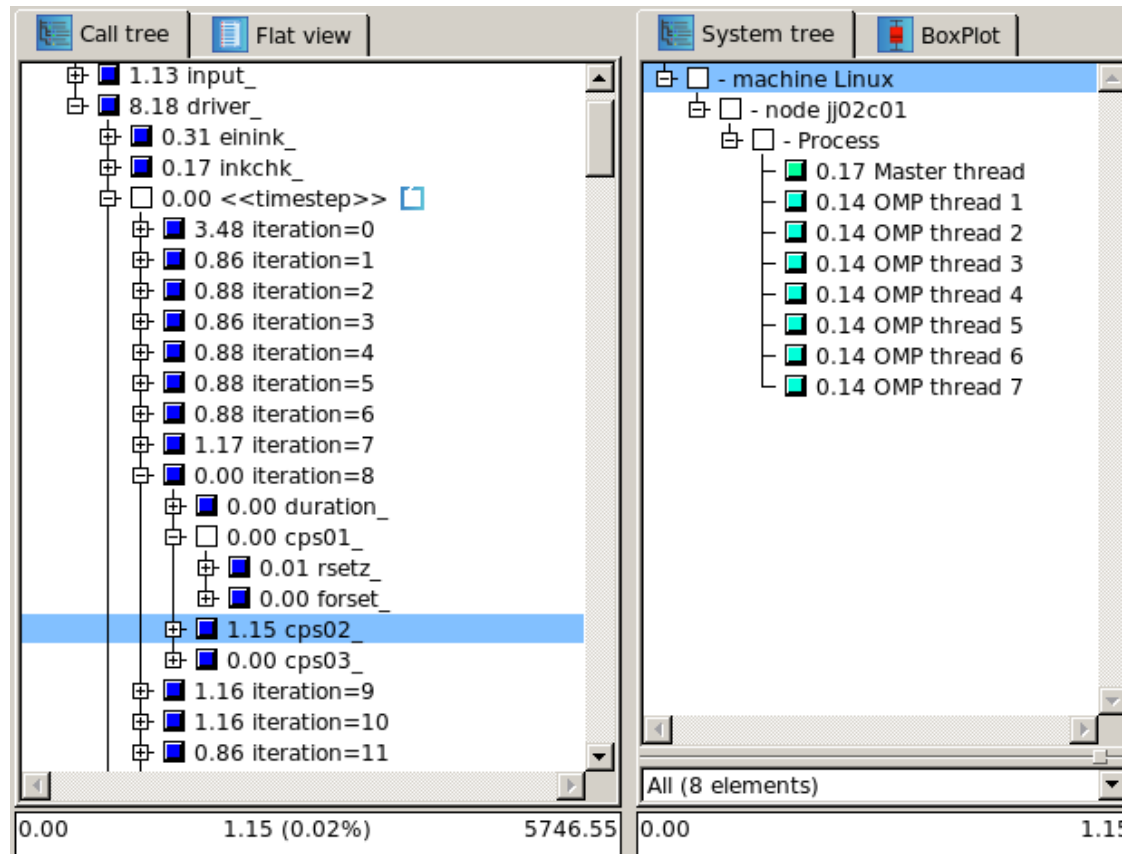 Call tree
Flat view
1.13 input_
8.18 driver_
0.31 einink_
0.17 inkchk_
0.00 <<timestep>>
3.48 iteration=0
0.86 iteration=1
0.88 iteration=2
0.86 iteration=3
0.88 iteration=4
0.88 iteration=5
0.88 iteration=6
1.17 iteration=7
0.00 iteration=8
0.00 duration_
0.00 cps01_
0.01 rsetz_
0.00 forset_
1.15 cps02_
0.00 cps03_
1.16 iteration=9
1.16 iteration=10
0.86 iteration=11
0.00 1.15 (0.02%) 5746.55
System tree
BoxPlot
- machine Linux
- node jj02c01
- Process
0.17 Master thread
0.14 OMP thread 1
0.14 OMP thread 2
0.14 OMP thread 3
0.14 OMP thread 4
0.14 OMP thread 5
0.14 OMP thread 6
0.14 OMP thread 7
All (8 elements)
0.00 1.15